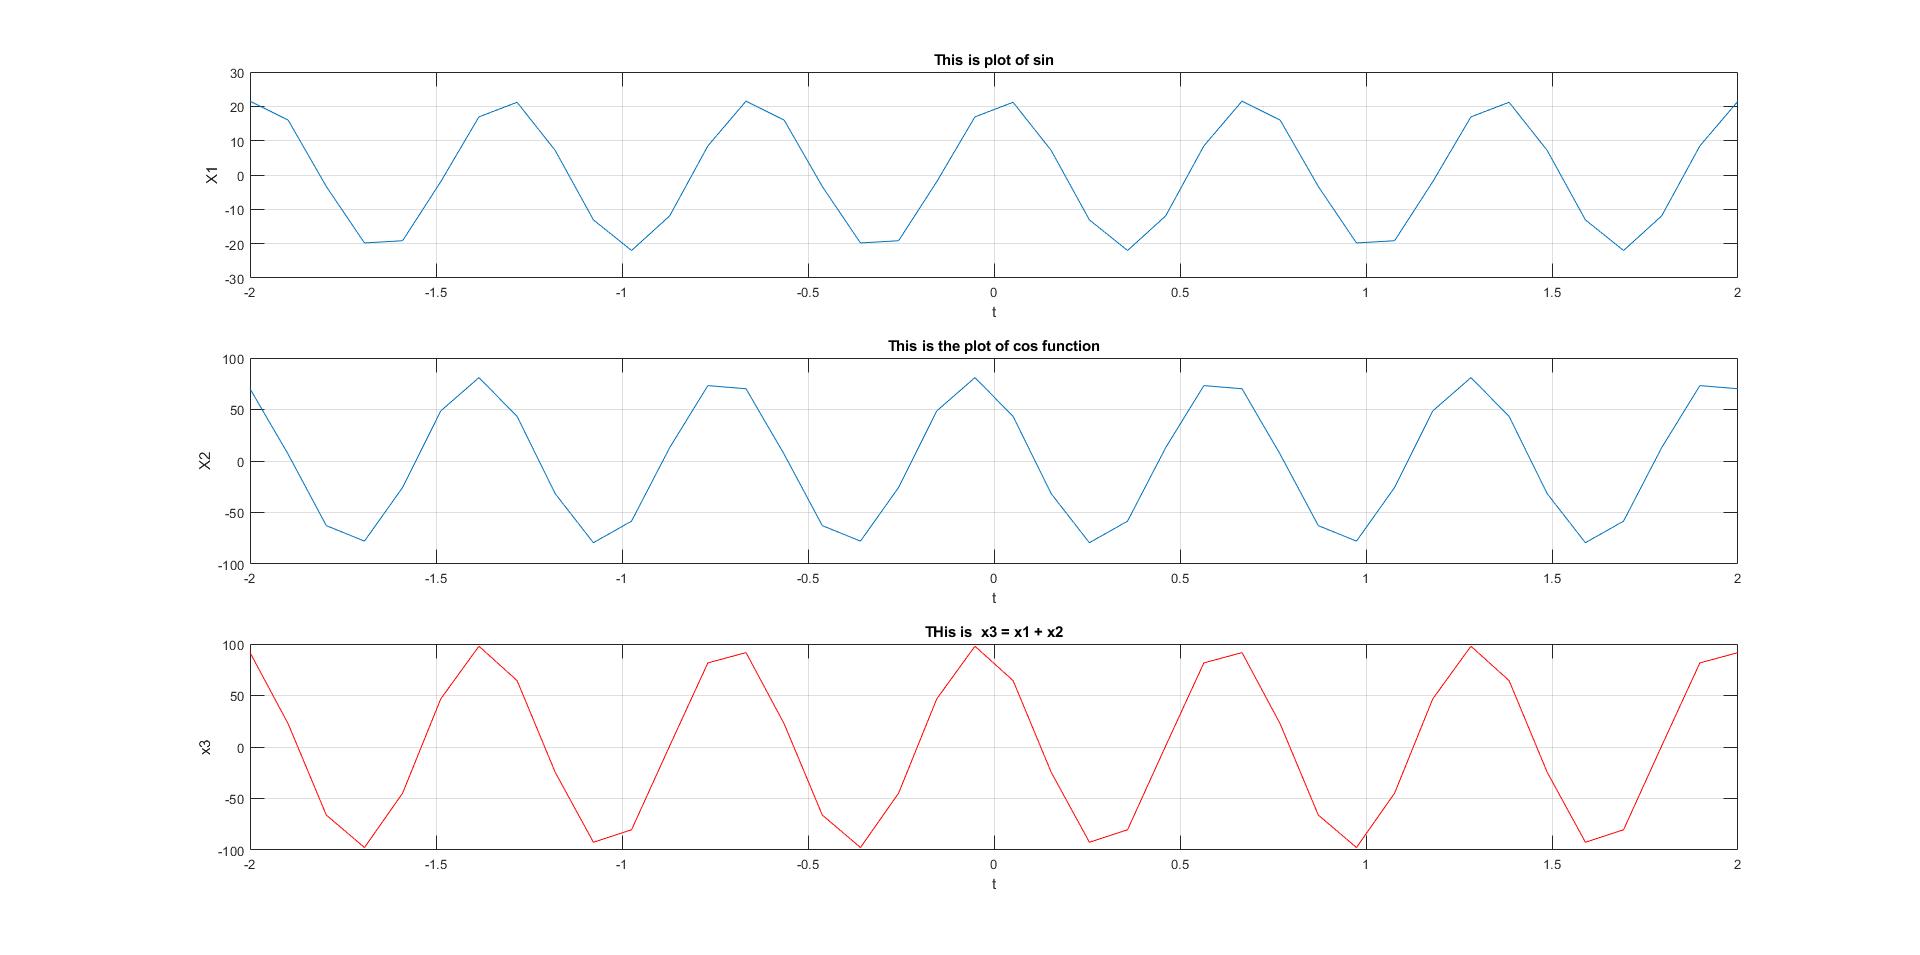 This is plot of sin
30
20
10
0
-10
-20
-30
X1
-2 -1.5 -1 -0.5 0 0.5 1 1.5 2
t
This is the plot of cos function
100
50
0
-50
-100
X2
-2 -1.5 -1 -0.5 0 0.5 1 1.5 2
t
THis is  x3 = x1 + x2
100
50
0
-50
-100
x3
-2 -1.5 -1 -0.5 0 0.5 1 1.5 2
t